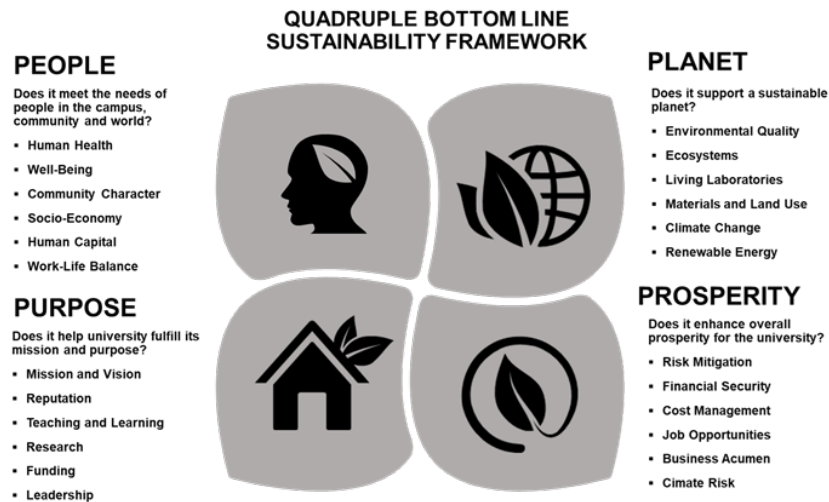 QUADRUPLE BOTTOM LINE
SUSTAINABILITY FRAMEWORK
PEOPLE
Does it meet the needs of
people in the campus,
community and world?
▪ Human Health
▪ Well-Being
▪ Community Character
▪ Socio-Economy
▪ Human Capital
▪ Work-Life Balance
PLANET
Does it support a sustainable
planet?
▪ Environmental Quality
▪ Ecosystems
▪ Living Laboratories
▪ Materials and Land Use
▪ Climate Change
▪ Renewable Energy
PURPOSE
Does it help university fulfill its
mission and purpose?
▪ Mission and Vision
▪ Reputation
▪ Teaching and Learning
▪ Research
▪ Funding
▪ Leadership
PROSPERITY
Does it enhance overall
prosperity for the university?
▪ Risk Mitigation
▪ Financial Security
▪ Cost Management
▪ Job Opportunities
▪ Business Acumen
▪ Cimate Risk